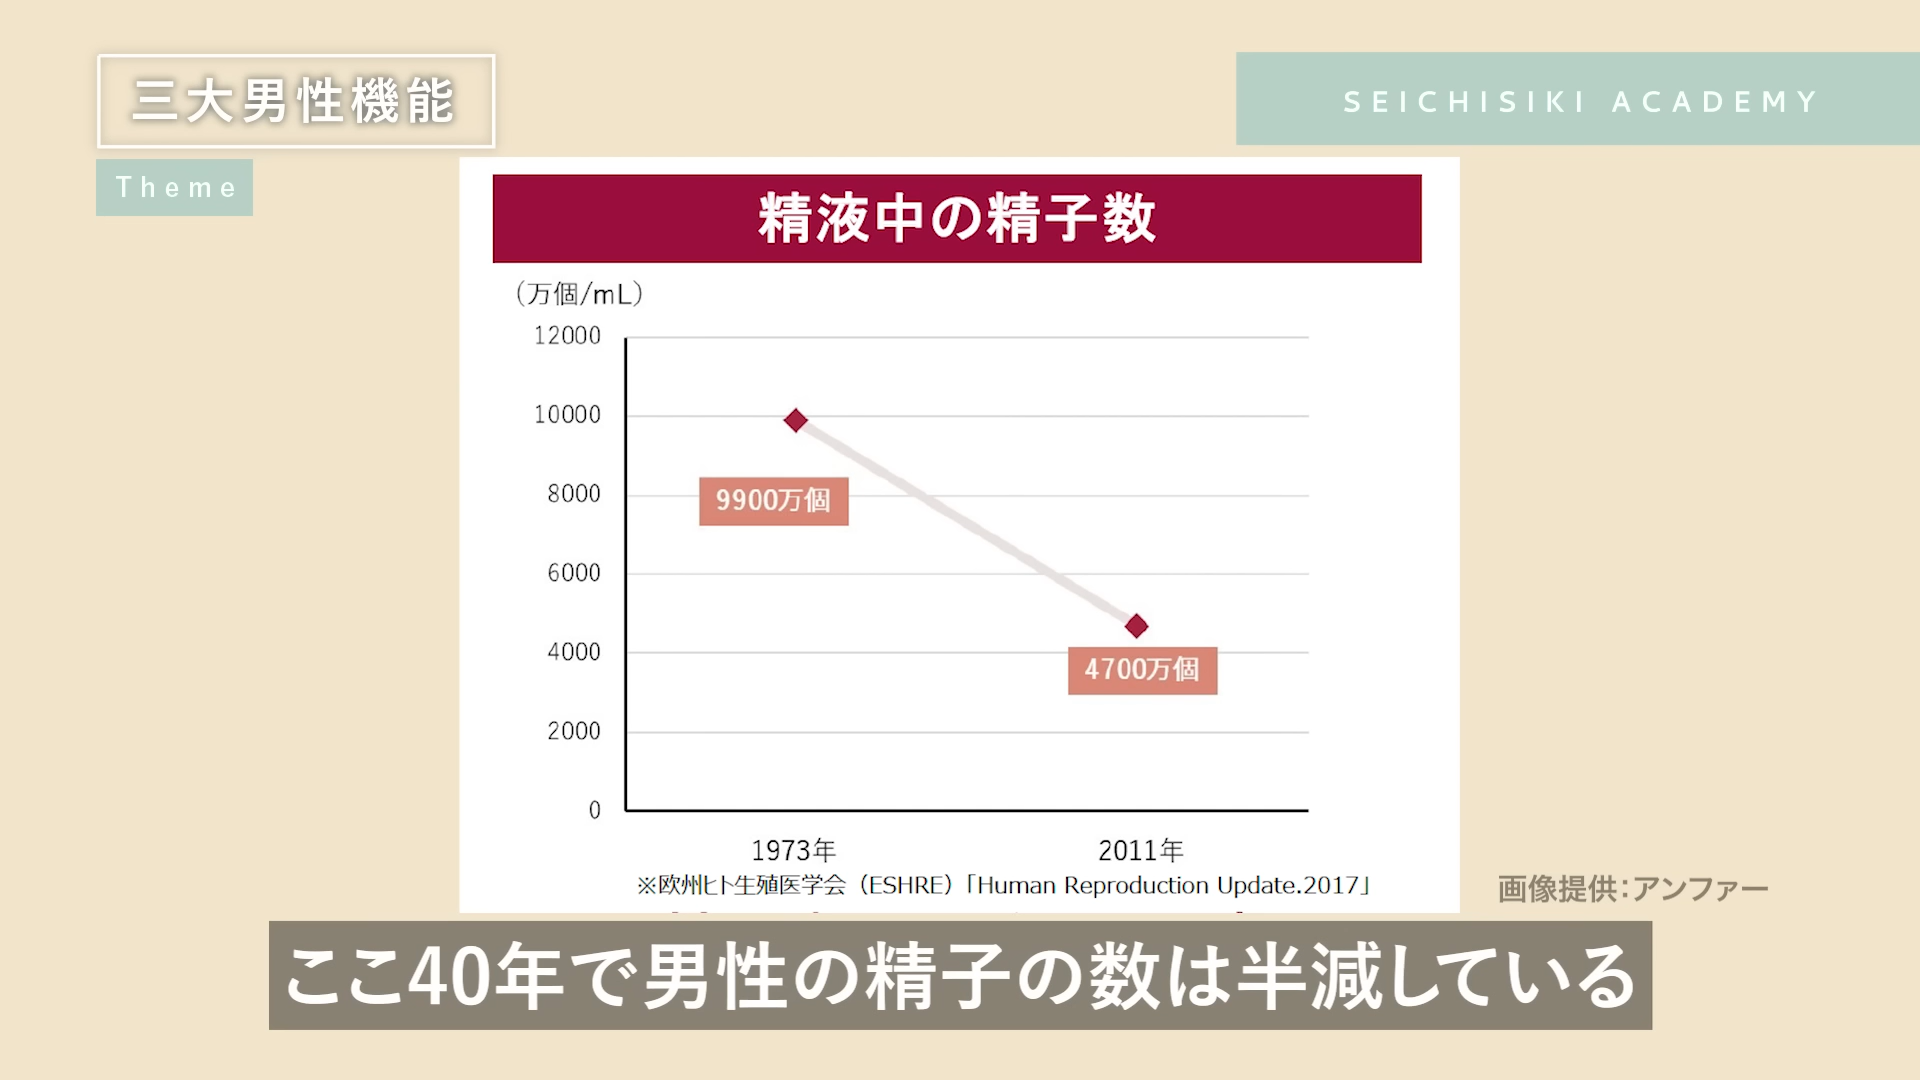 三大男性機能
SEICHISIKI ACADEMY
Theme
精液中の精子数
（万個/mL）
12000
10000
8000
6000
4000
2000
0
9900万個
4700万個
1973年
2011年
※欧州ヒト生殖医学会（ESHRE）「Human Reproduction Update.2017」
画像提供：アンファー
ここ40年で男性の精子の数は半減している